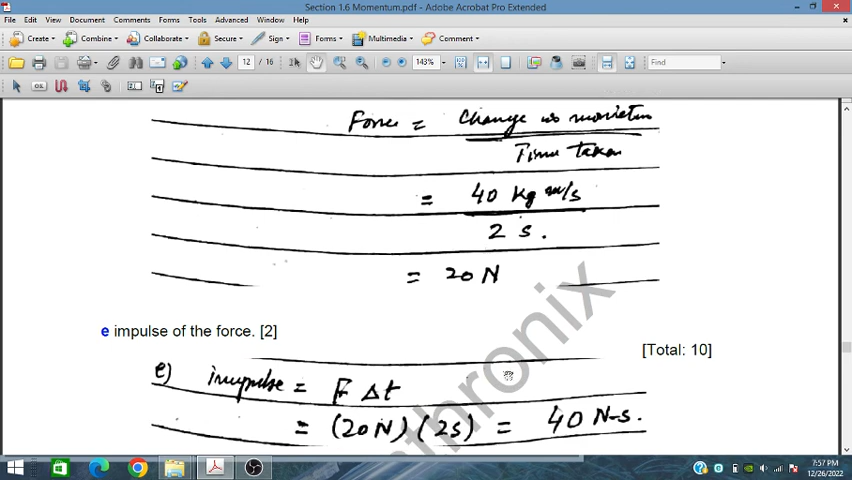 Section 1.6 Momentum.pdf - Adobe Acrobat Pro Extended
File Edit View Document Comments Forms Tools Advanced Window Help
Create Combine Collaborate Secure Sign Forms Multimedia Comment
12 / 16 143% Find
Force = Change in momentum
Time taken
= 40 kg m/s
2 s.
= 20 N
e impulse of the force. [2]
[Total: 10]
e) impulse = F Δt
= (20N) (2s) = 40 N-s.
7:57 PM
12/26/2022